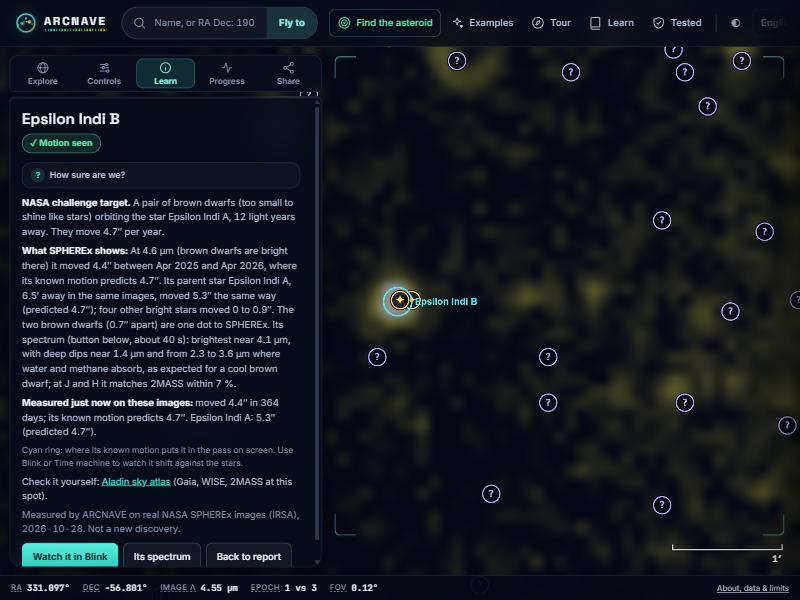 ARCNAVE
Name, or RA Dec: 190
Fly to
Find the asteroid
Examples
Tour
Learn
Tested
Explore
Controls
Learn
Progress
Share
Epsilon Indi B
✓ Motion seen
? How sure are we?
NASA challenge target. A pair of brown dwarfs (too small to
shine like stars) orbiting the star Epsilon Indi A, 12 light years
away. They move 4.7″ per year.
What SPHEREx shows: At 4.6 µm (brown dwarfs are bright
there) it moved 4.4″ between Apr 2025 and Apr 2026, where
its known motion predicts 4.7″. Its parent star Epsilon Indi A,
6.5′ away in the same images, moved 5.3″ the same way
(predicted 4.7″); four other bright stars moved 0 to 0.9″. The
two brown dwarfs (0.7″ apart) are one dot to SPHEREx. Its
spectrum (button below, about 40 s): brightest near 4.1 µm,
with deep dips near 1.4 µm and from 2.3 to 3.6 µm where
water and methane absorb, as expected for a cool brown
dwarf; at J and H it matches 2MASS within 7 %.
Measured just now on these images: moved 4.4″ in 364
days; its known motion predicts 4.7″. Epsilon Indi A: 5.3″
(predicted 4.7″).
Cyan ring: where its known motion puts it in the pass on screen. Use
Blink or Time machine to watch it shift against the stars.
Check it yourself: Aladin sky atlas (Gaia, WISE, 2MASS at this
spot).
Measured by ARCNAVE on real NASA SPHEREx images (IRSA),
2026-10-28. Not a new discovery.
Watch it in Blink
Its spectrum
Back to report
Epsilon Indi B
1′
RA 331.097° DEC -56.801° IMAGE Λ 4.55 µm EPOCH 1 vs 3 FOV 0.12°
About, data & limits